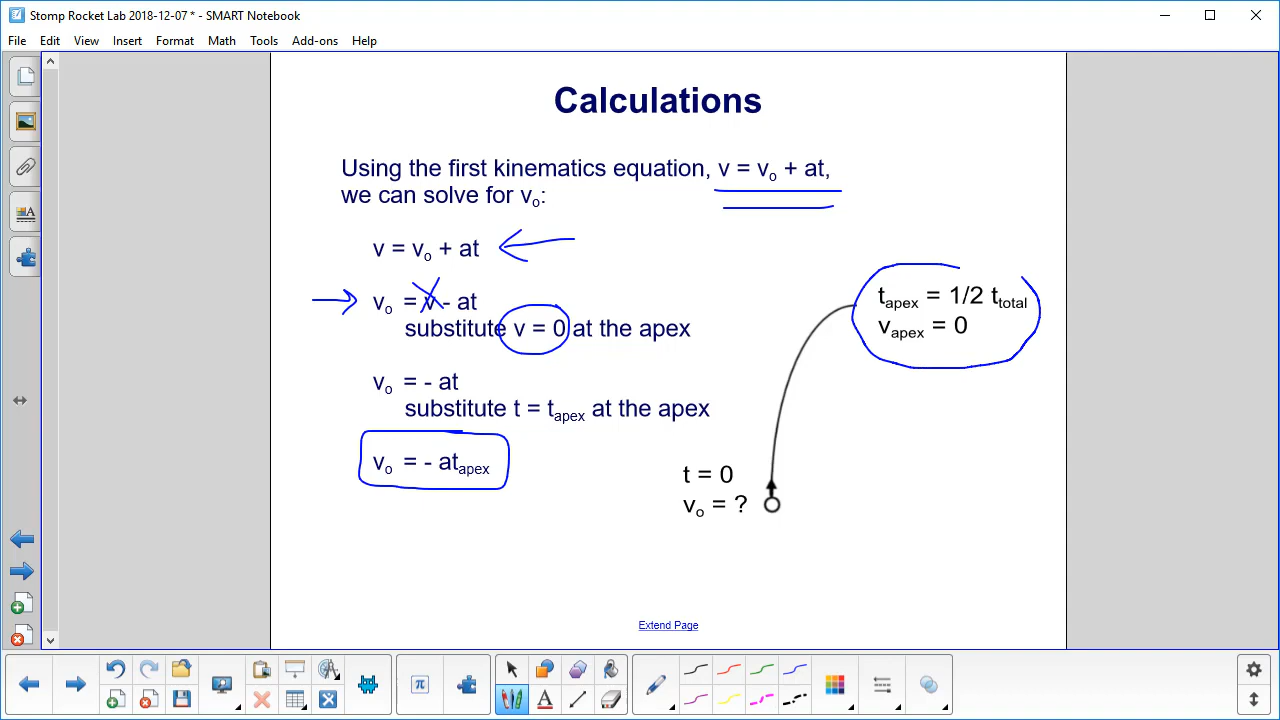 Stomp Rocket Lab 2018-12-07 * - SMART Notebook
File Edit View Insert Format Math Tools Add-ons Help
Calculations
Using the first kinematics equation, v = vₒ + at,
we can solve for vₒ:
v = vₒ + at
vₒ = v - at
substitute v = 0 at the apex
vₒ = - at
substitute t = tapex at the apex
vₒ = - atapex
tapex = 1/2 ttotal
vapex = 0
t = 0
vₒ = ?
Extend Page
π
A